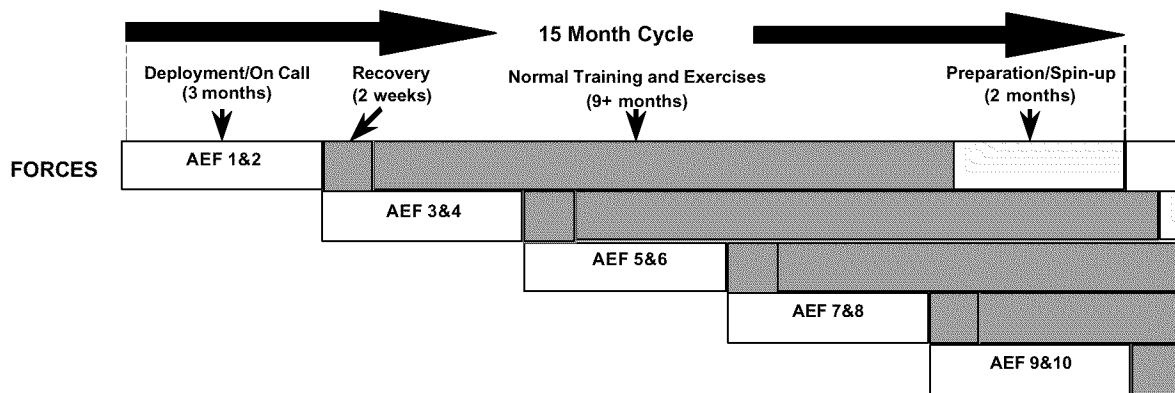 15 Month Cycle
Deployment/On Call
(3 months)
Recovery
(2 weeks)
Normal Training and Exercises
(9+ months)
Preparation/Spin-up
(2 months)
FORCES
AEF 1&2
AEF 3&4
AEF 5&6
AEF 7&8
AEF 9&10